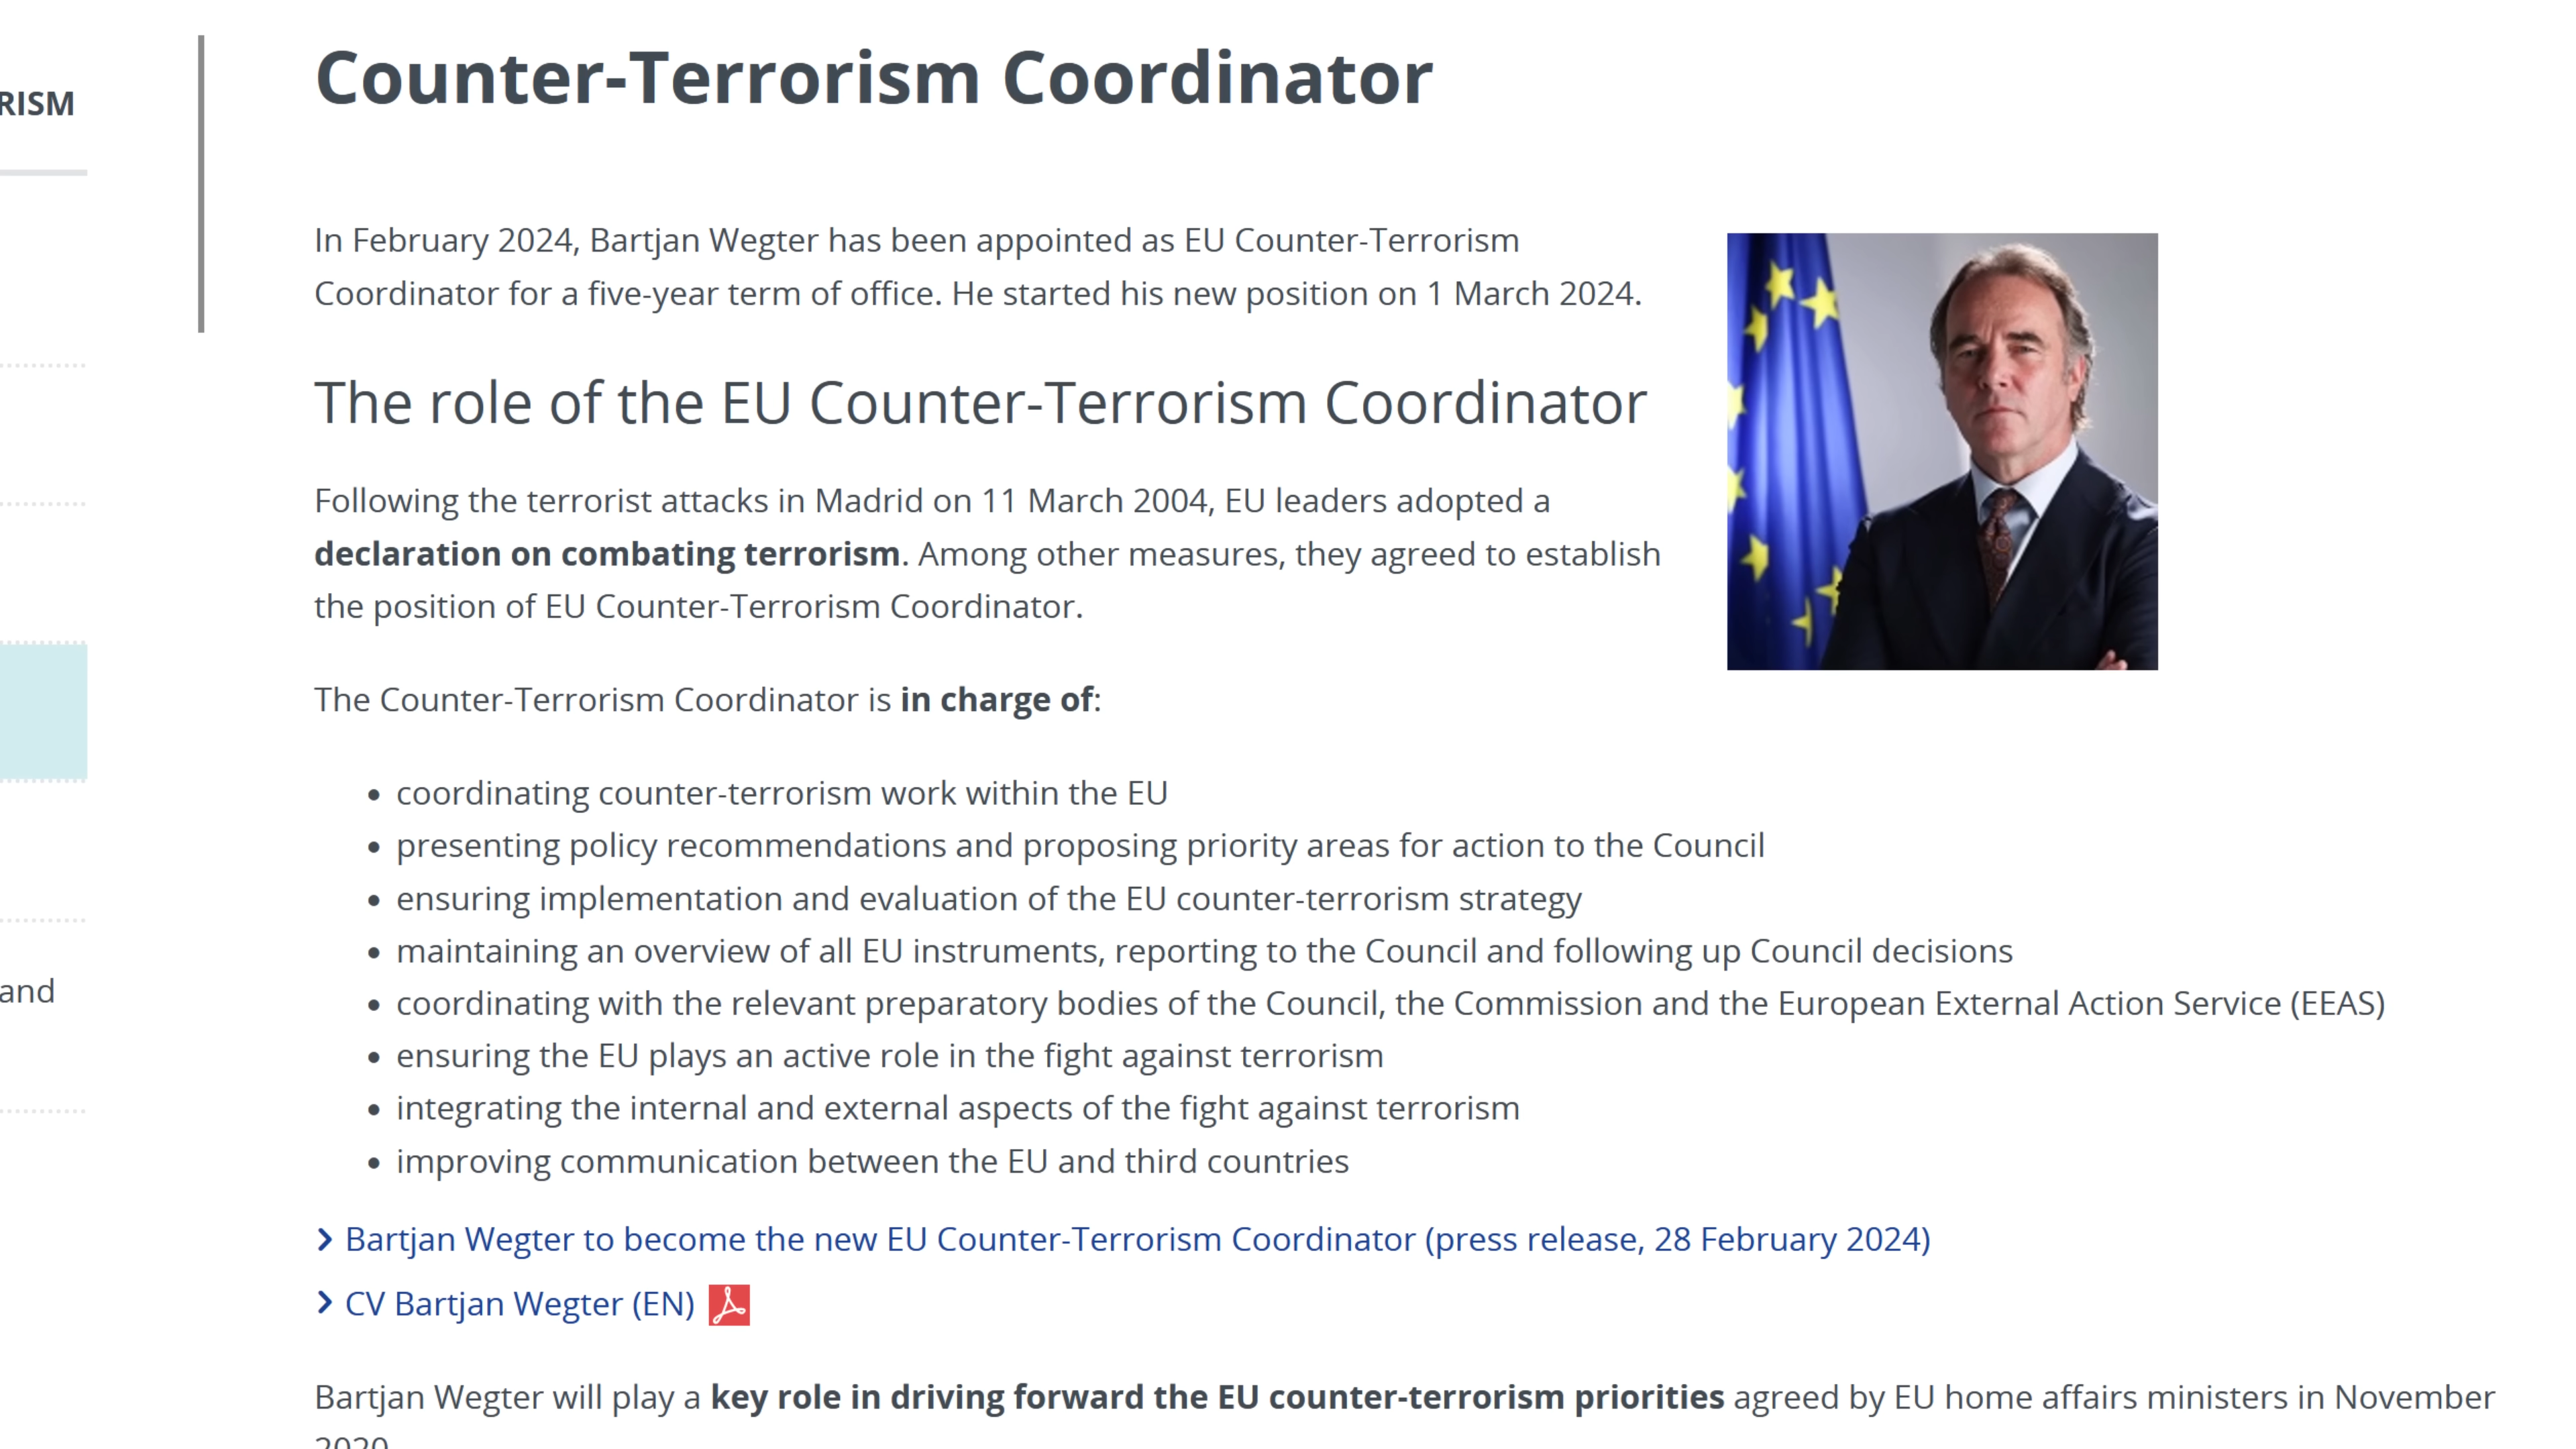 Counter-Terrorism Coordinator
RISM
In February 2024, Bartjan Wegter has been appointed as EU Counter-Terrorism
Coordinator for a five-year term of office. He started his new position on 1 March 2024.
The role of the EU Counter-Terrorism Coordinator
Following the terrorist attacks in Madrid on 11 March 2004, EU leaders adopted a
declaration on combating terrorism. Among other measures, they agreed to establish
the position of EU Counter-Terrorism Coordinator.
The Counter-Terrorism Coordinator is in charge of:
• coordinating counter-terrorism work within the EU
• presenting policy recommendations and proposing priority areas for action to the Council
• ensuring implementation and evaluation of the EU counter-terrorism strategy
• maintaining an overview of all EU instruments, reporting to the Council and following up Council decisions
and
• coordinating with the relevant preparatory bodies of the Council, the Commission and the European External Action Service (EEAS)
• ensuring the EU plays an active role in the fight against terrorism
• integrating the internal and external aspects of the fight against terrorism
• improving communication between the EU and third countries
Bartjan Wegter to become the new EU Counter-Terrorism Coordinator (press release, 28 February 2024)
CV Bartjan Wegter (EN)
Bartjan Wegter will play a key role in driving forward the EU counter-terrorism priorities agreed by EU home affairs ministers in November
2020